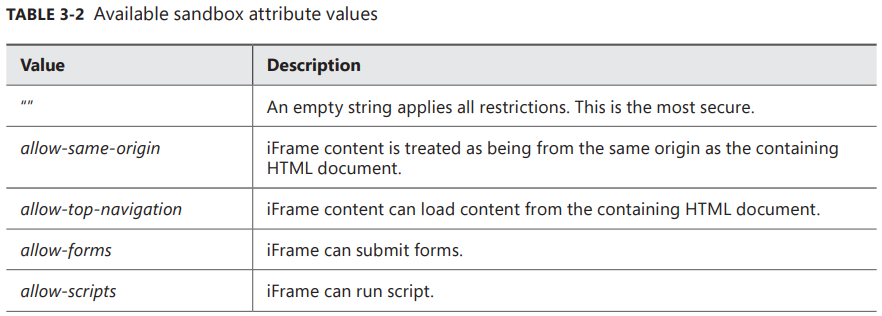 TABLE 3-2 Available sandbox attribute values
Value Description
“” An empty string applies all restrictions. This is the most secure.
allow-same-origin iFrame content is treated as being from the same origin as the containing
HTML document.
allow-top-navigation iFrame content can load content from the containing HTML document.
allow-forms iFrame can submit forms.
allow-scripts iFrame can run script.